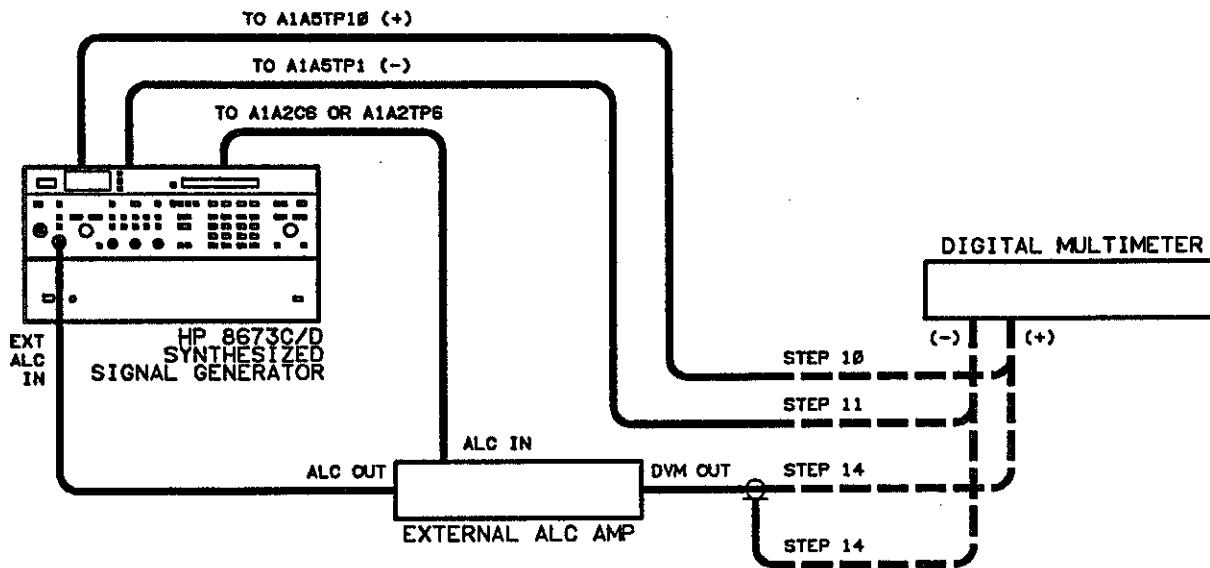 TO A1A5TP10 (+)
TO A1A5TP1 (-)
TO A1A2C6 OR A1A2TP6
DIGITAL MULTIMETER
(-)
(+)
EXT
ALC
IN
HP 8673C/D
SYNTHESIZED
SIGNAL GENERATOR
STEP 10
STEP 11
ALC IN
ALC OUT
DVM OUT
STEP 14
EXTERNAL ALC AMP
STEP 14